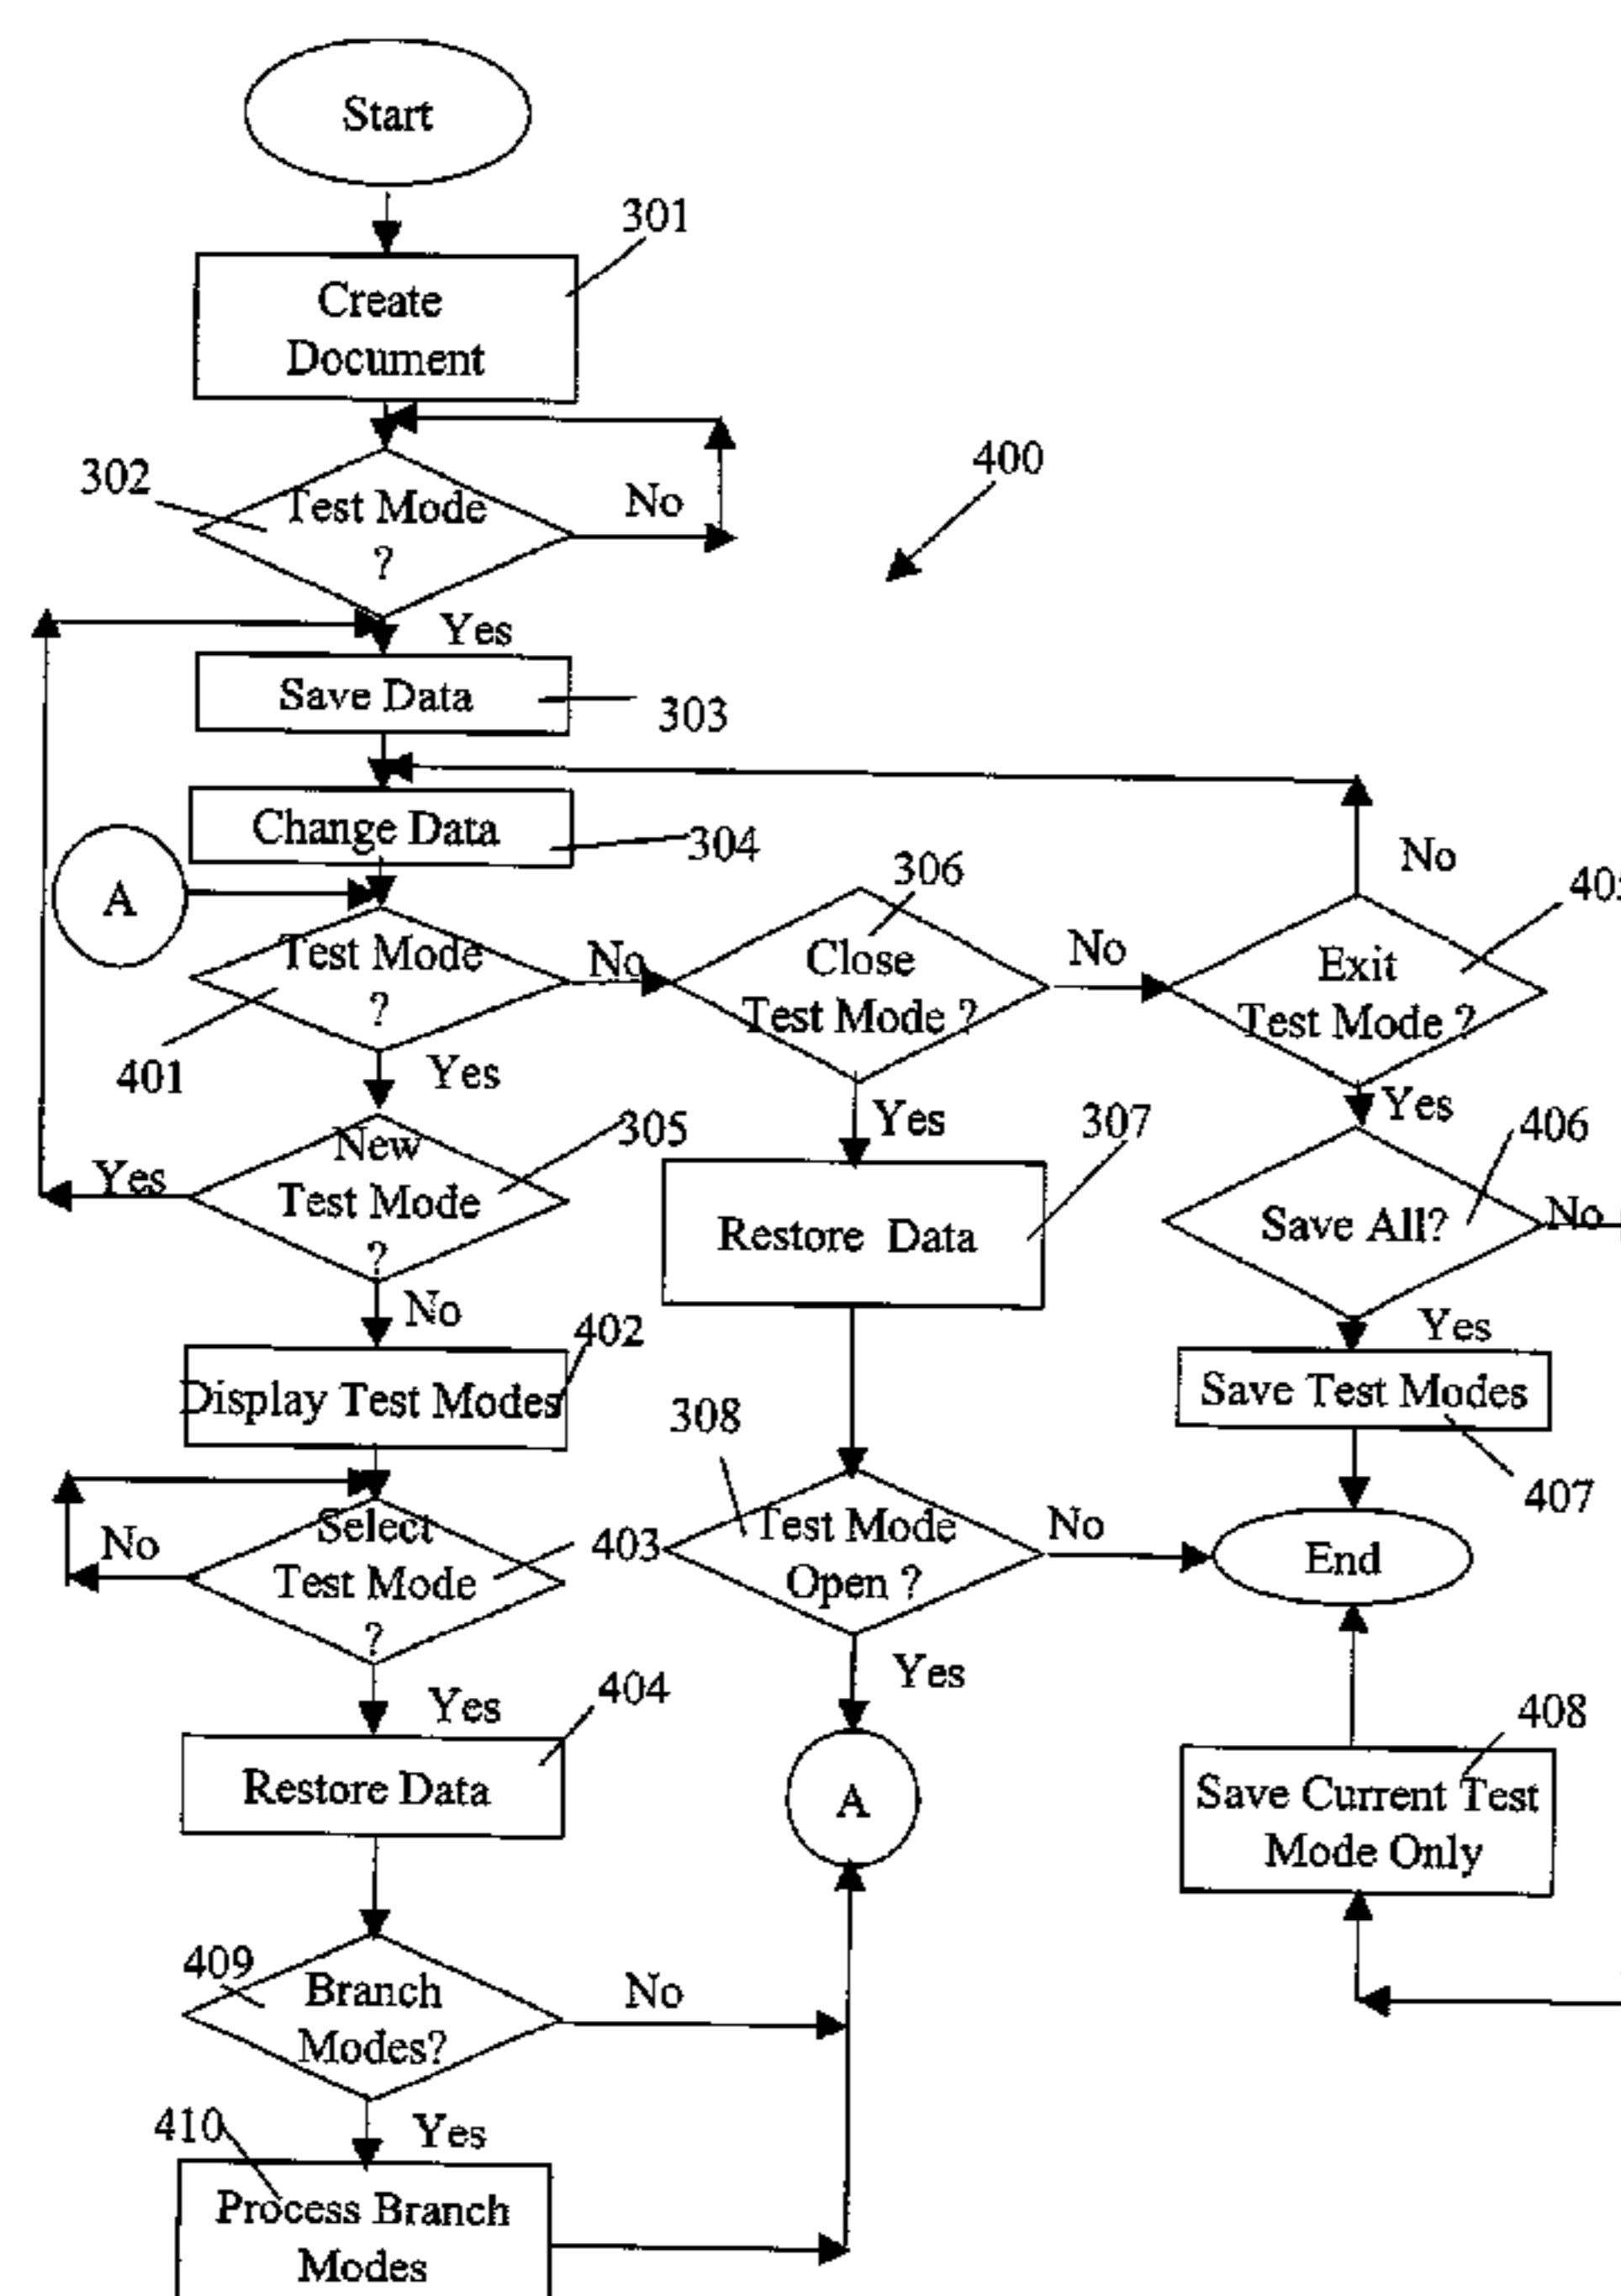 Start
301
Create
Document
302
Test Mode
?
No
400
Yes
Save Data
303
Change Data
304
A
306
No
405
Test Mode
?
No
Close
Test Mode ?
No
Exit
Test Mode ?
401
Yes
Yes
307
Yes
406
New
Test Mode
?
305
Yes
Restore Data
Save All?
No
No
402
Yes
Display Test Modes
Save Test Modes
308
407
Select
Test Mode
?
No
403
Test Mode
Open ?
No
End
Yes
Yes
404
Restore Data
A
408
Save Current Test
Mode Only
409
Branch
Modes?
No
410
Yes
Process Branch
Modes